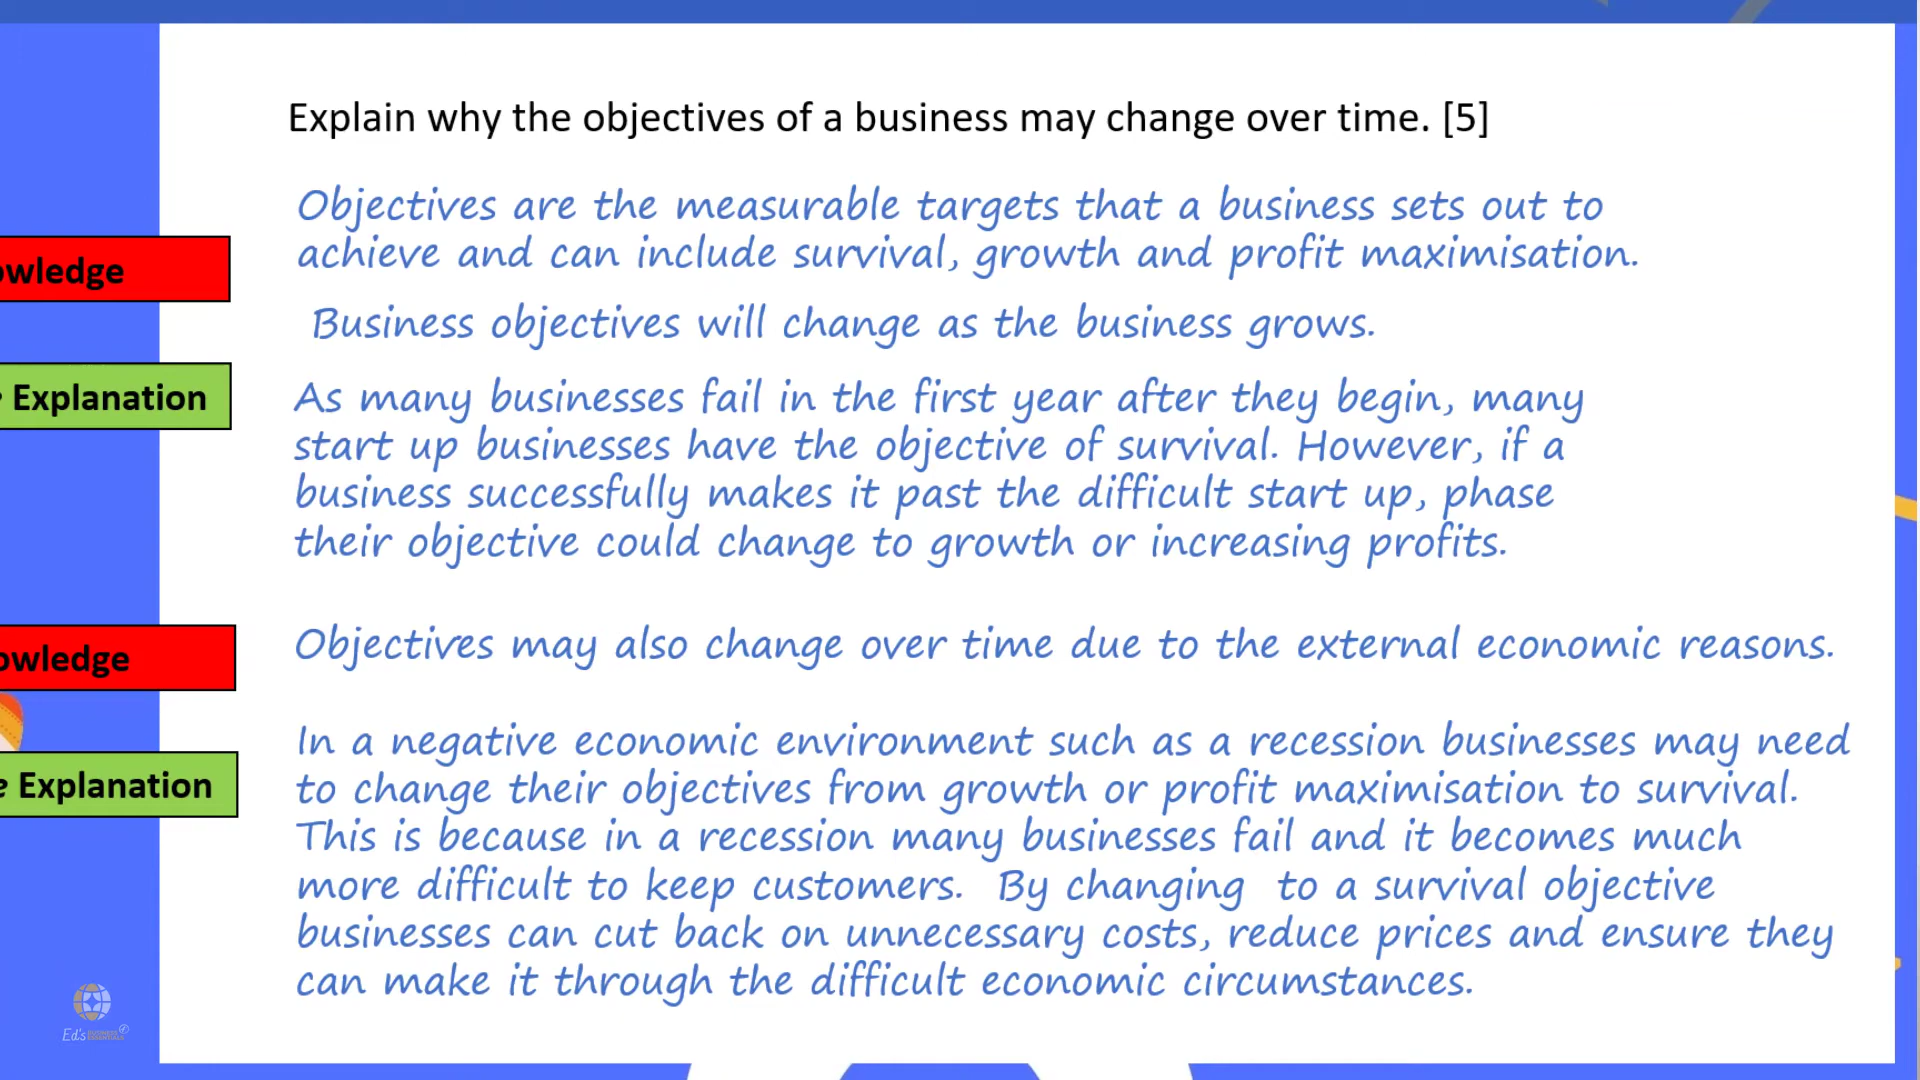 Explain why the objectives of a business may change over time. [5]
Objectives are the measurable targets that a business sets out to
achieve and can include survival, growth and profit maximisation.
owledge
Business objectives will change as the business grows.
Explanation
As many businesses fail in the first year after they begin, many
start up businesses have the objective of survival. However, if a
business successfully makes it past the difficult start up, phase
their objective could change to growth or increasing profits.
owledge
Objectives may also change over time due to the external economic reasons.
e Explanation
In a negative economic environment such as a recession businesses may need
to change their objectives from growth or profit maximisation to survival.
This is because in a recession many businesses fail and it becomes much
more difficult to keep customers. By changing to a survival objective
businesses can cut back on unnecessary costs, reduce prices and ensure they
can make it through the difficult economic circumstances.
Ed's